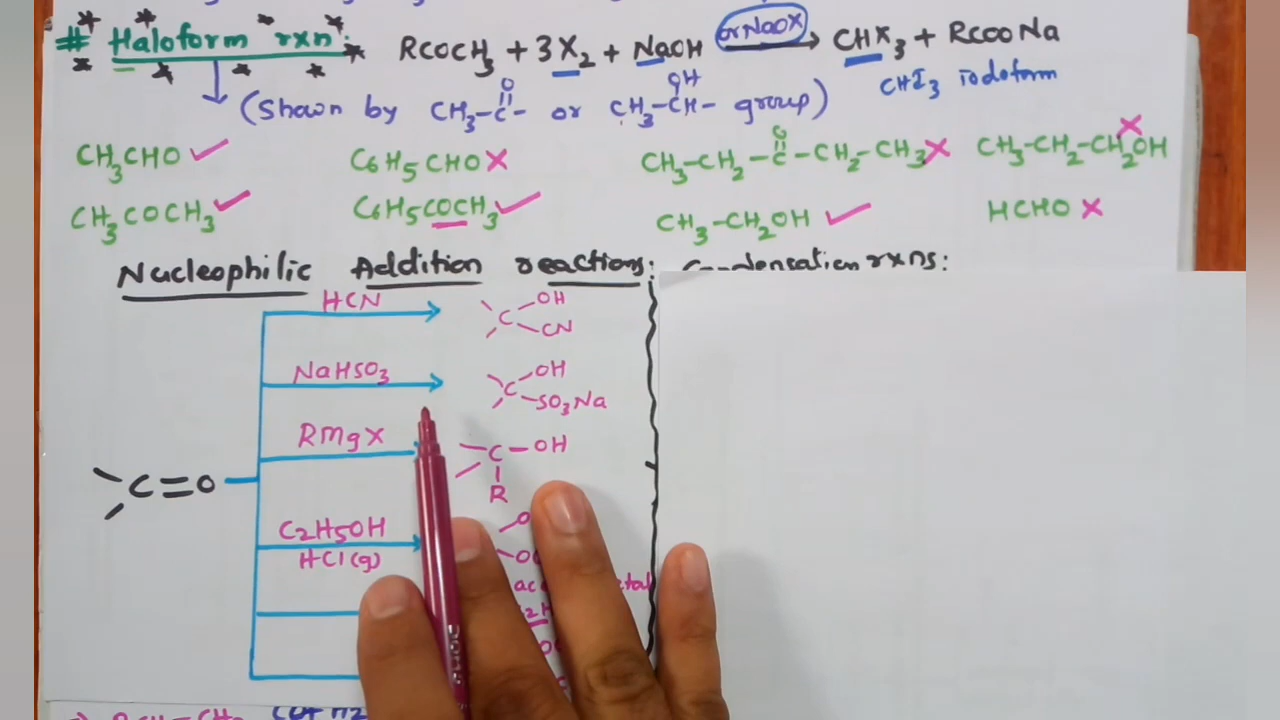 # Haloform rxn: RCOCH3 + 3X2 + NaOH (or NaOX) → CHX3 + RCOONa
CHI3 iodoform
(Shown by CH3-C(=O)- or CH3-CH(OH)- group)
CH3CHO ✓ C6H5CHO ✗ CH3-CH2-C(=O)-CH2-CH3 ✗ CH3-CH2-CH2OH ✗
CH3COCH3 ✓ C6H5COCH3 ✓ CH3-CH2OH ✓ HCHO ✗
Nucleophilic Addition reactions: Condensation rxns:
HCN → C OH CN
NaHSO3 → C OH SO3Na
RMgX → C-OH R
C=O
C2H5OH
HCl(g)